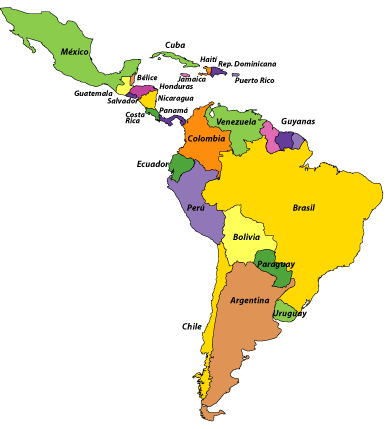 México
Cuba
Haití
Rep. Dominicana
Jamaica
Puerto Rico
Bélice
Honduras
Guatemala
Nicaragua
Salvador
Costa
Rica
Panamá
Venezuela
Guyanas
Colombia
Ecuador
Perú
Brasil
Bolivia
Paraguay
Argentina
Uruguay
Chile